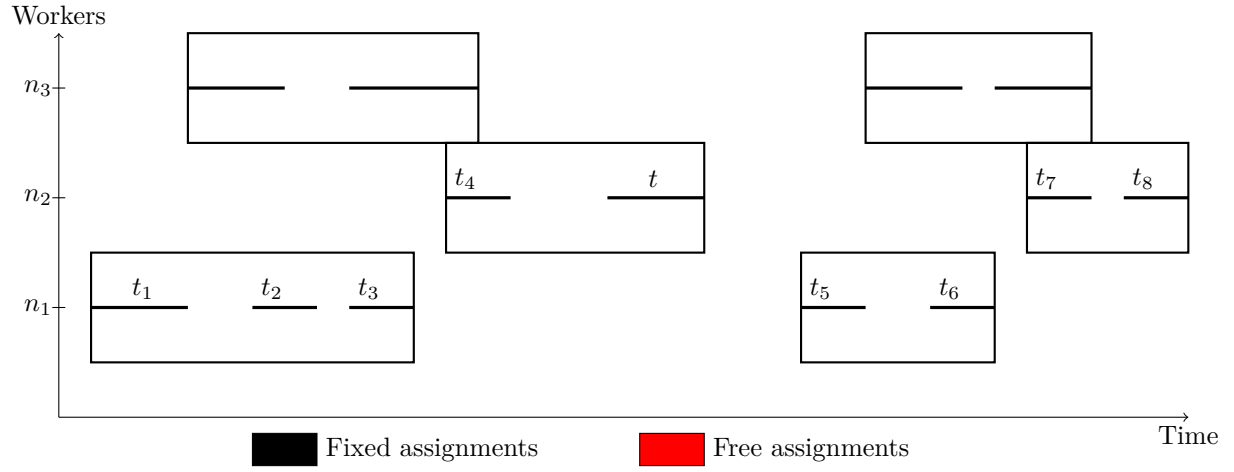 Workers
n₃
t₄ t t₇ t₈
n₂
t₁ t₂ t₃ t₅ t₆
n₁
Time
Fixed assignments Free assignments